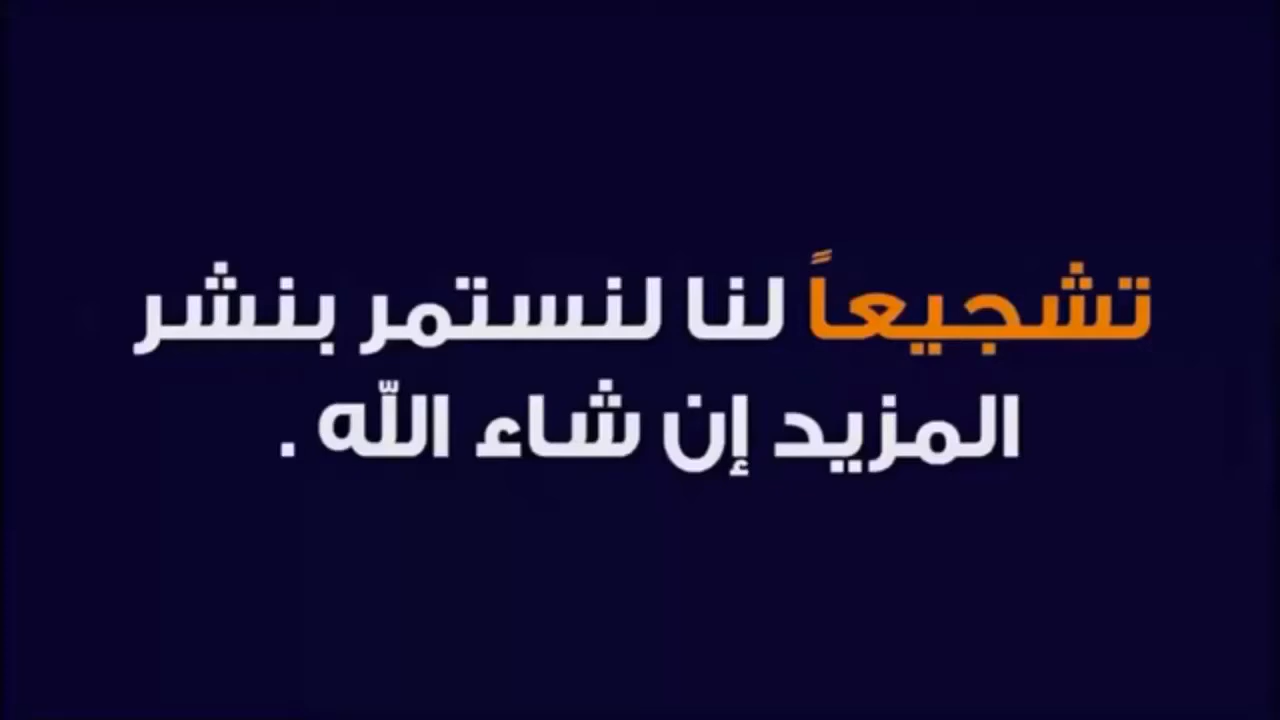 تشجيعاً لنا لنستمر بنشر
المزيد إن شاء اللّه .